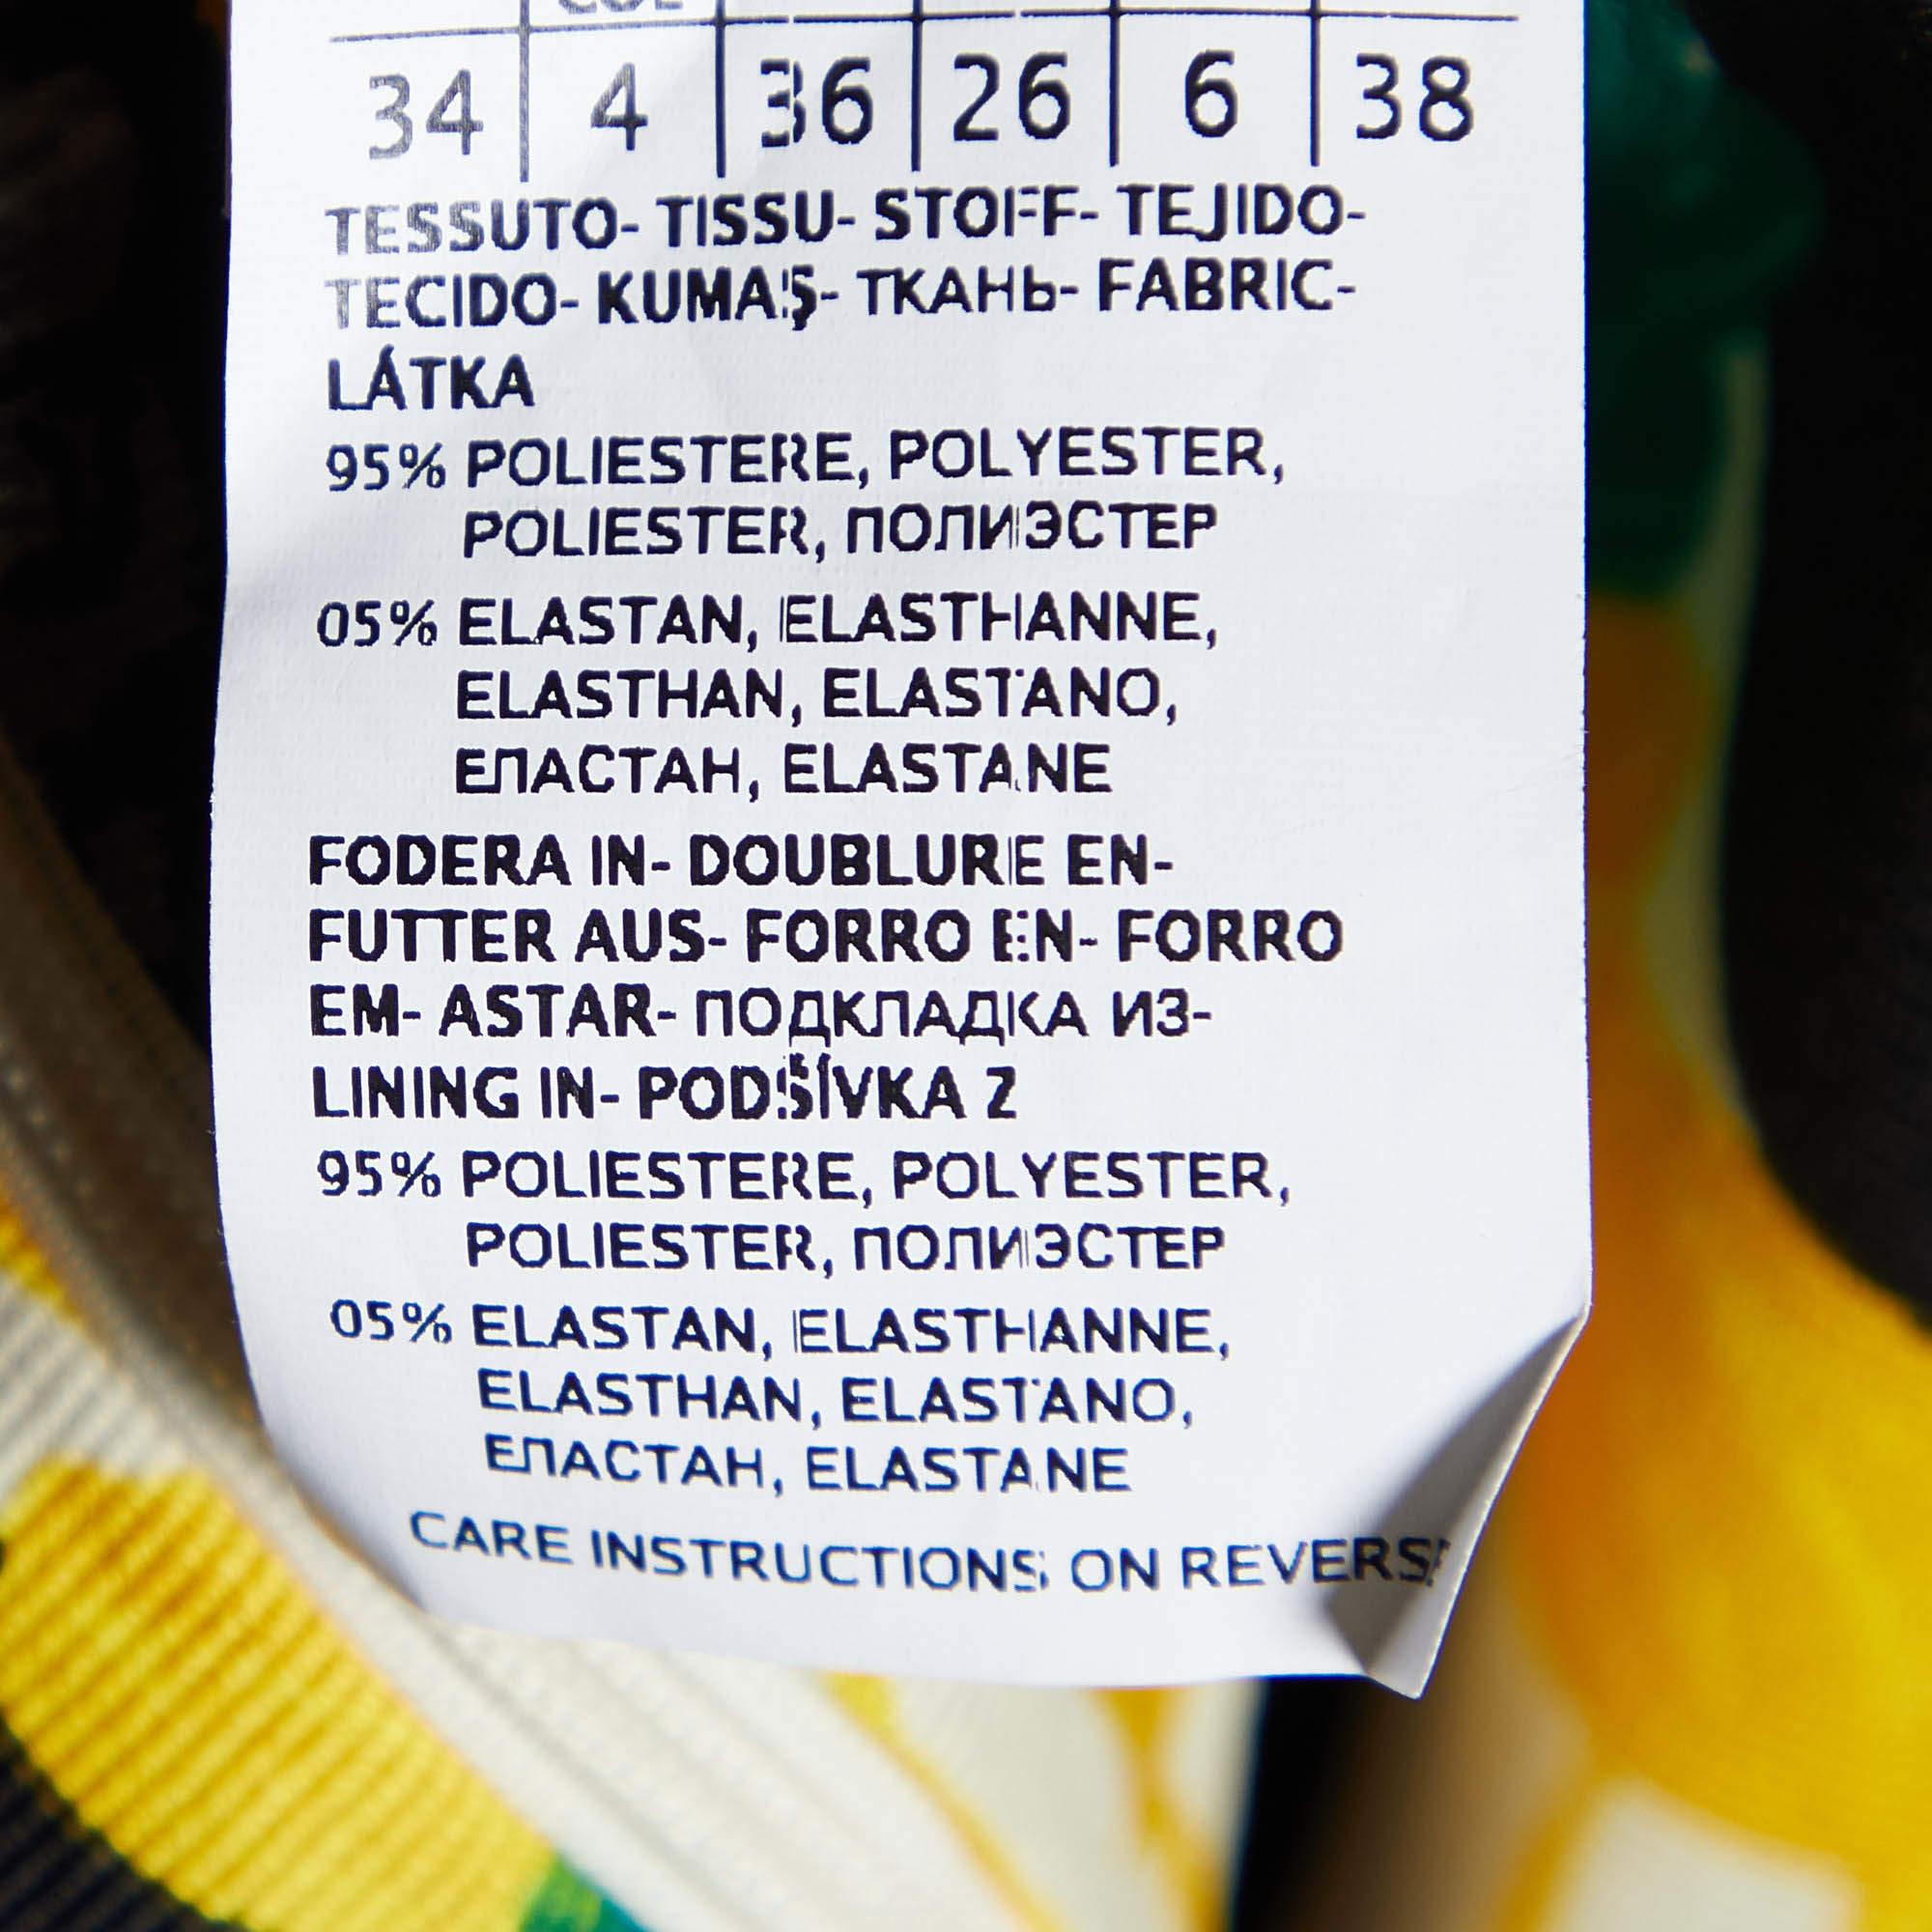 34 4 36 26 6 38
TESSUTO- TISSU- STOFF- TEJIDO-
TECIDO- KUMAŞ- ТКАНЬ- FABRIC-
LÁTKA
95% POLIESTERE, POLYESTER,
POLIESTER, ПОЛИЭСТЕР
05% ELASTAN, ELASTHANNE,
ELASTHAN, ELASTANO,
ЕЛАСТАН, ELASTANE
FODERA IN- DOUBLURE EN-
FUTTER AUS- FORRO EN- FORRO
EM- ASTAR- ПОДКЛАДКА ИЗ-
LINING IN- PODŠÍVKA Z
95% POLIESTERE, POLYESTER,
POLIESTER, ПОЛИЭСТЕР
05% ELASTAN, ELASTHANNE,
ELASTHAN, ELASTANO,
ЕЛАСТАН, ELASTANE
CARE INSTRUCTIONS ON REVERSE